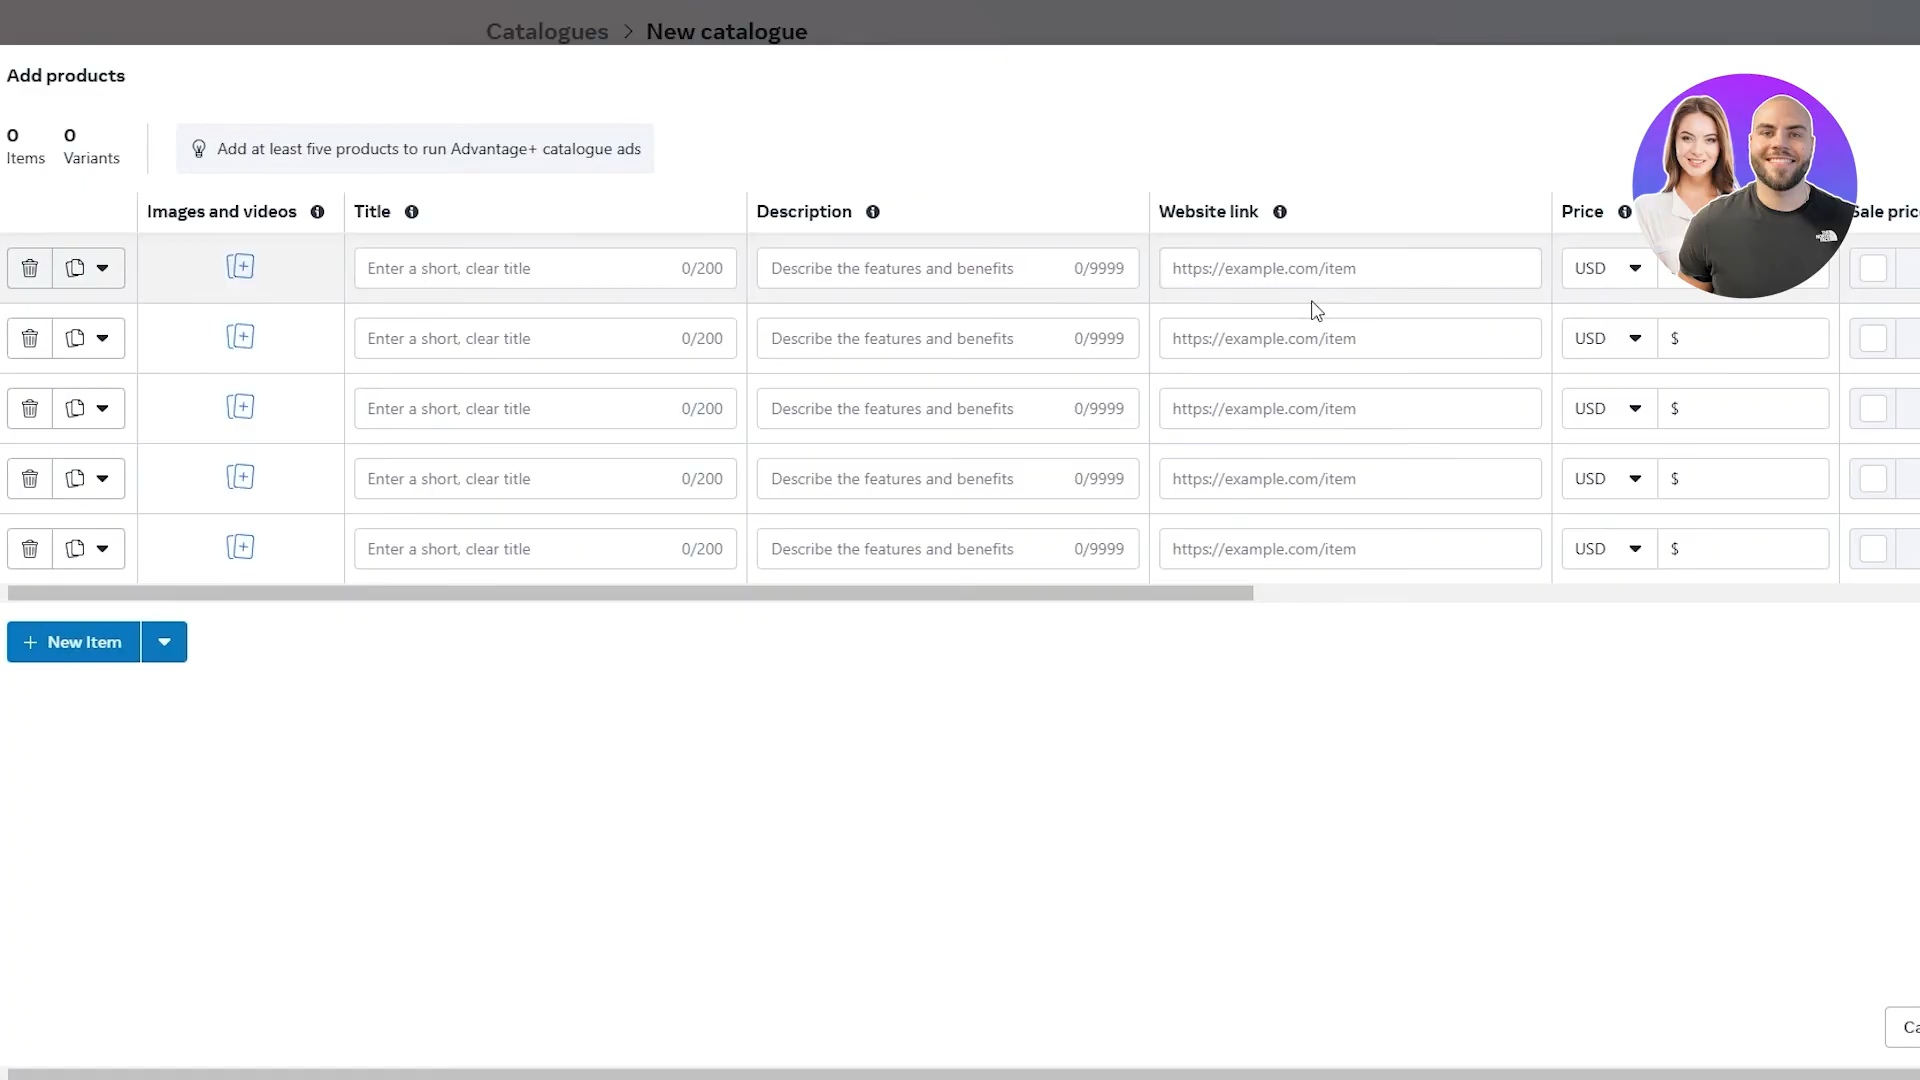 Catalogues > New catalogue
Add products
0 Items 0 Variants
Add at least five products to run Advantage+ catalogue ads
Images and videos Title Description Website link Price Sale pric
Enter a short, clear title 0/200 Describe the features and benefits 0/9999 https://example.com/item USD
Enter a short, clear title 0/200 Describe the features and benefits 0/9999 https://example.com/item USD $
Enter a short, clear title 0/200 Describe the features and benefits 0/9999 https://example.com/item USD $
Enter a short, clear title 0/200 Describe the features and benefits 0/9999 https://example.com/item USD $
Enter a short, clear title 0/200 Describe the features and benefits 0/9999 https://example.com/item USD $
+ New Item
Ca